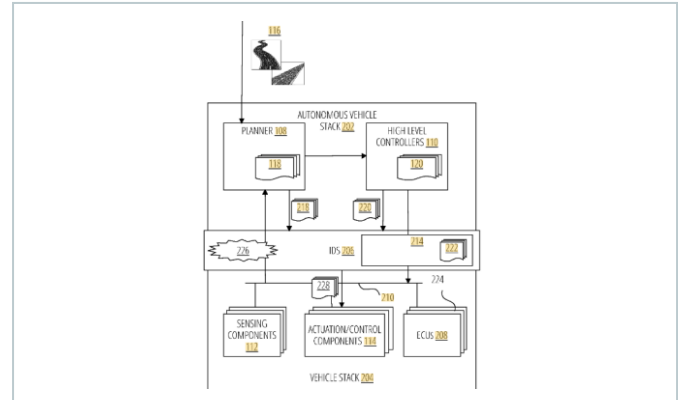 116
AUTONOMOUS VEHICLE
STACK 202
PLANNER 108
118
HIGH LEVEL
CONTROLLERS 110
120
218
220
226
IDS 206
214
222
228
210
224
SENSING
COMPONENTS
112
ACTUATION/CONTROL
COMPONENTS 114
ECUs 208
VEHICLE STACK 204